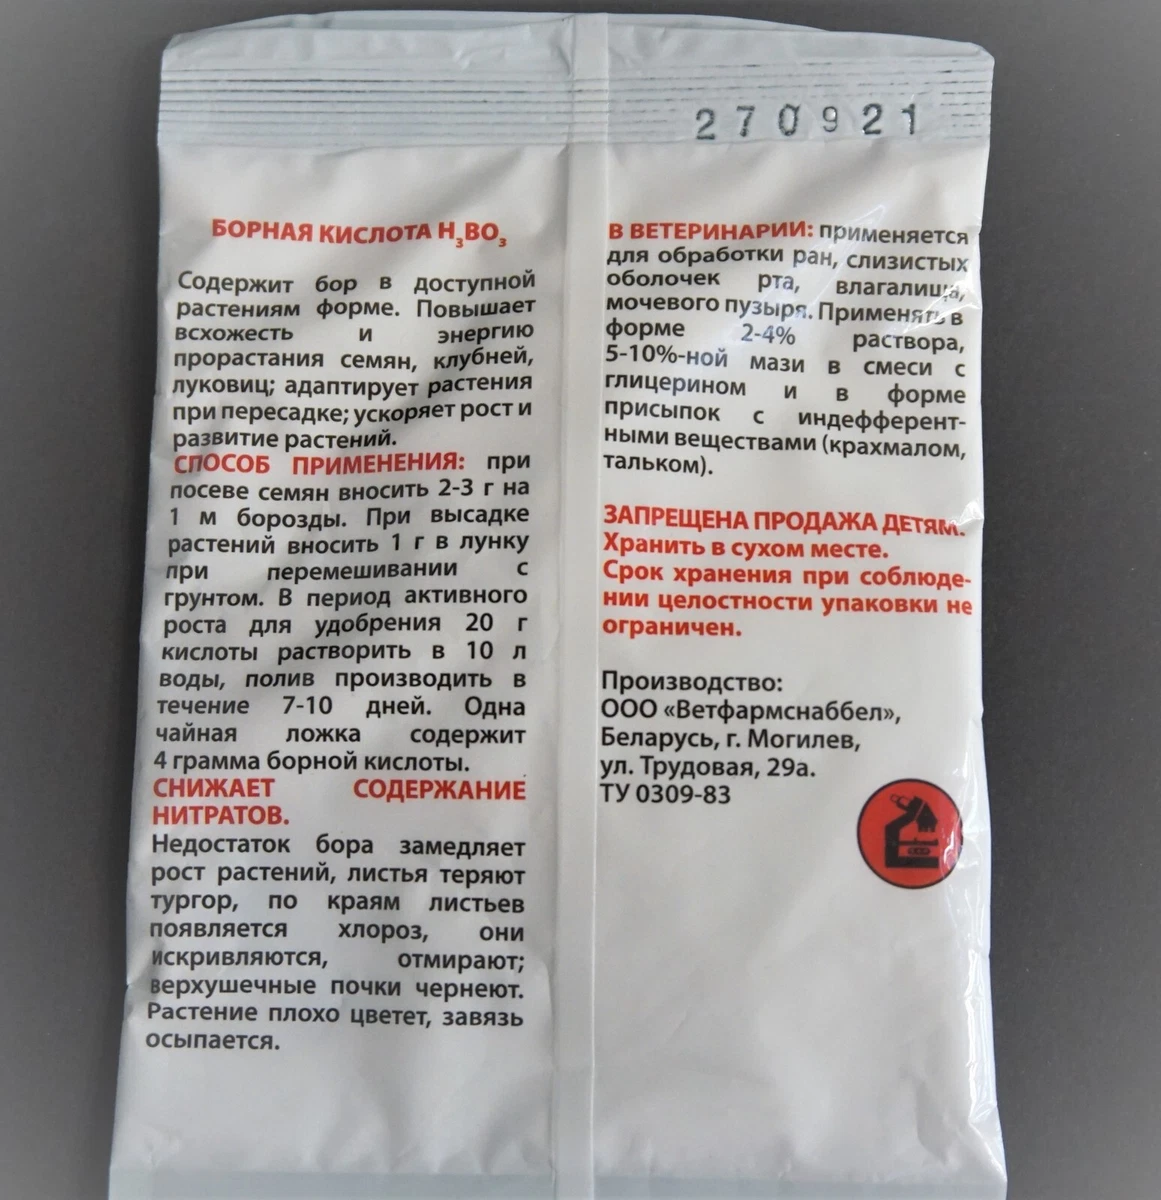 270921
БОРНАЯ КИСЛОТА H3BO3
Содержит бор в доступной
растениям форме. Повышает
всхожесть и энергию
прорастания семян, клубней,
луковиц; адаптирует растения
при пересадке; ускоряет рост и
развитие растений.
СПОСОБ ПРИМЕНЕНИЯ: при
посеве семян вносить 2-3 г на
1 м борозды. При высадке
растений вносить 1 г в лунку
при перемешивании с
грунтом. В период активного
роста для удобрения 20 г
кислоты растворить в 10 л
воды, полив производить в
течение 7-10 дней. Одна
чайная ложка содержит
4 грамма борной кислоты.
СНИЖАЕТ СОДЕРЖАНИЕ
НИТРАТОВ.
Недостаток бора замедляет
рост растений, листья теряют
тургор, по краям листьев
появляется хлороз, они
искривляются, отмирают;
верхушечные почки чернеют.
Растение плохо цветет, завязь
осыпается.
В ВЕТЕРИНАРИИ: применяется
для обработки ран, слизистых
оболочек рта, влагалища,
мочевого пузыря. Применять в
форме 2-4% раствора,
5-10%-ной мази в смеси с
глицерином и в форме
присыпок с индефферент-
ными веществами (крахмалом,
тальком).
ЗАПРЕЩЕНА ПРОДАЖА ДЕТЯМ.
Хранить в сухом месте.
Срок хранения при соблюде-
нии целостности упаковки не
ограничен.
Производство:
ООО «Ветфармснаббел»,
Беларусь, г. Могилев,
ул. Трудовая, 29а.
ТУ 0309-83